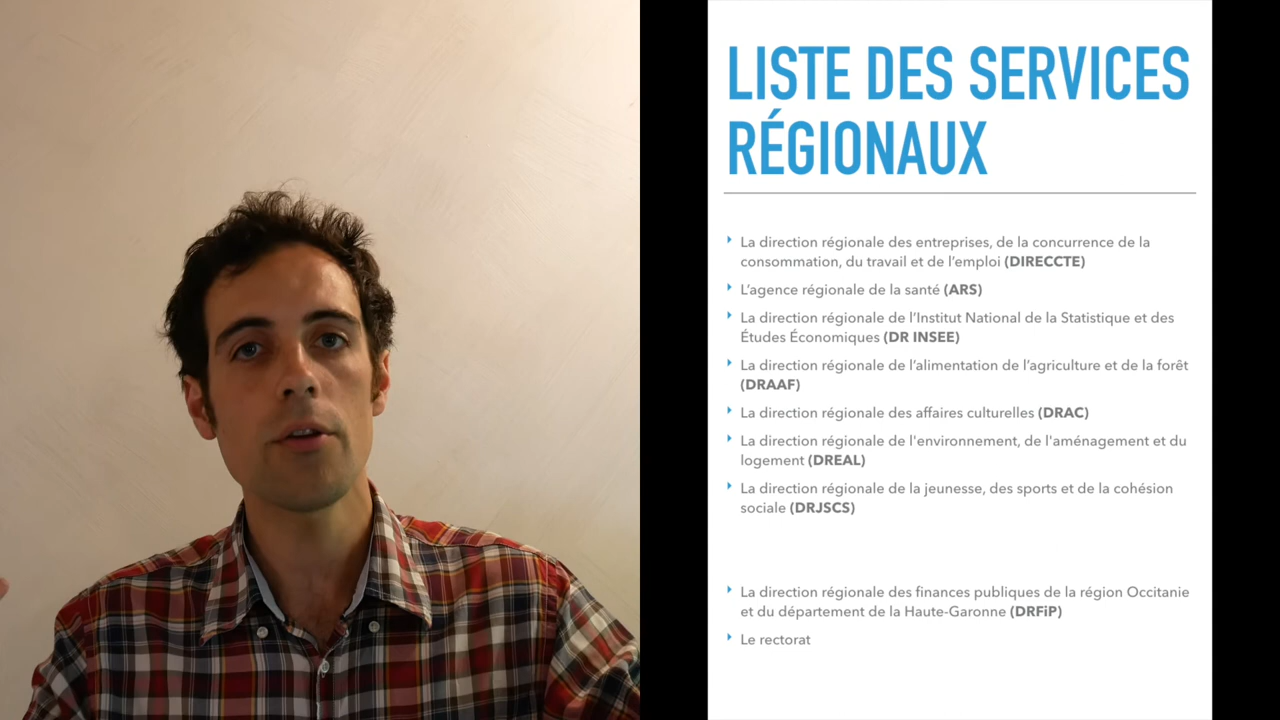 LISTE DES SERVICES
RÉGIONAUX
La direction régionale des entreprises, de la concurrence de la
consommation, du travail et de l’emploi (DIRECCTE)
L’agence régionale de la santé (ARS)
La direction régionale de l’Institut National de la Statistique et des
Études Économiques (DR INSEE)
La direction régionale de l’alimentation de l’agriculture et de la forêt
(DRAAF)
La direction régionale des affaires culturelles (DRAC)
La direction régionale de l'environnement, de l'aménagement et du
logement (DREAL)
La direction régionale de la jeunesse, des sports et de la cohésion
sociale (DRJSCS)
La direction régionale des finances publiques de la région Occitanie
et du département de la Haute-Garonne (DRFiP)
Le rectorat